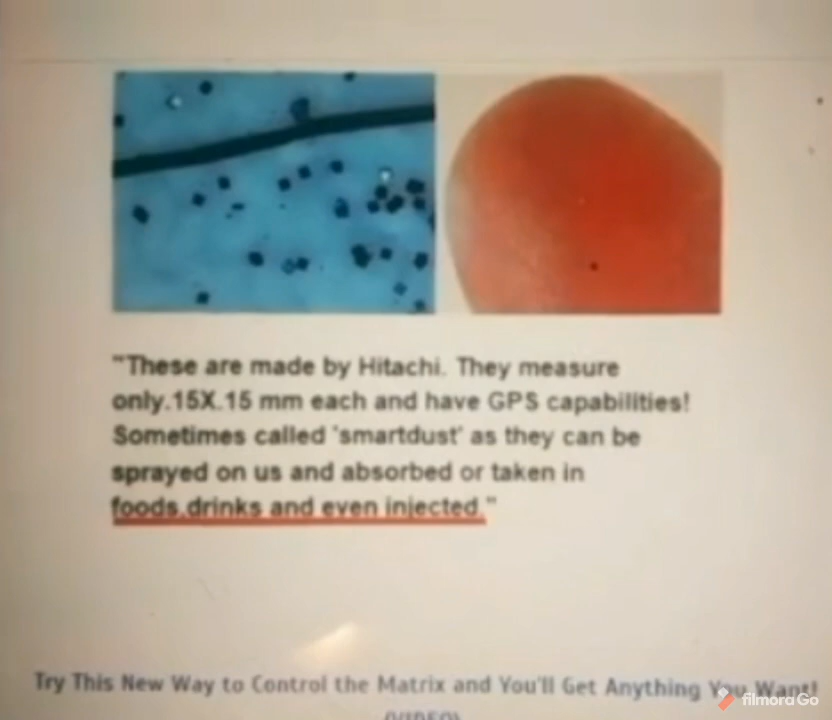 "These are made by Hitachi. They measure
only.15X.15 mm each and have GPS capabilities!
Sometimes called 'smartdust' as they can be
sprayed on us and absorbed or taken in
foods,drinks and even injected."
Try This New Way to Control the Matrix and You'll Get Anything You Want!
(VIDEO)
filmoraGo